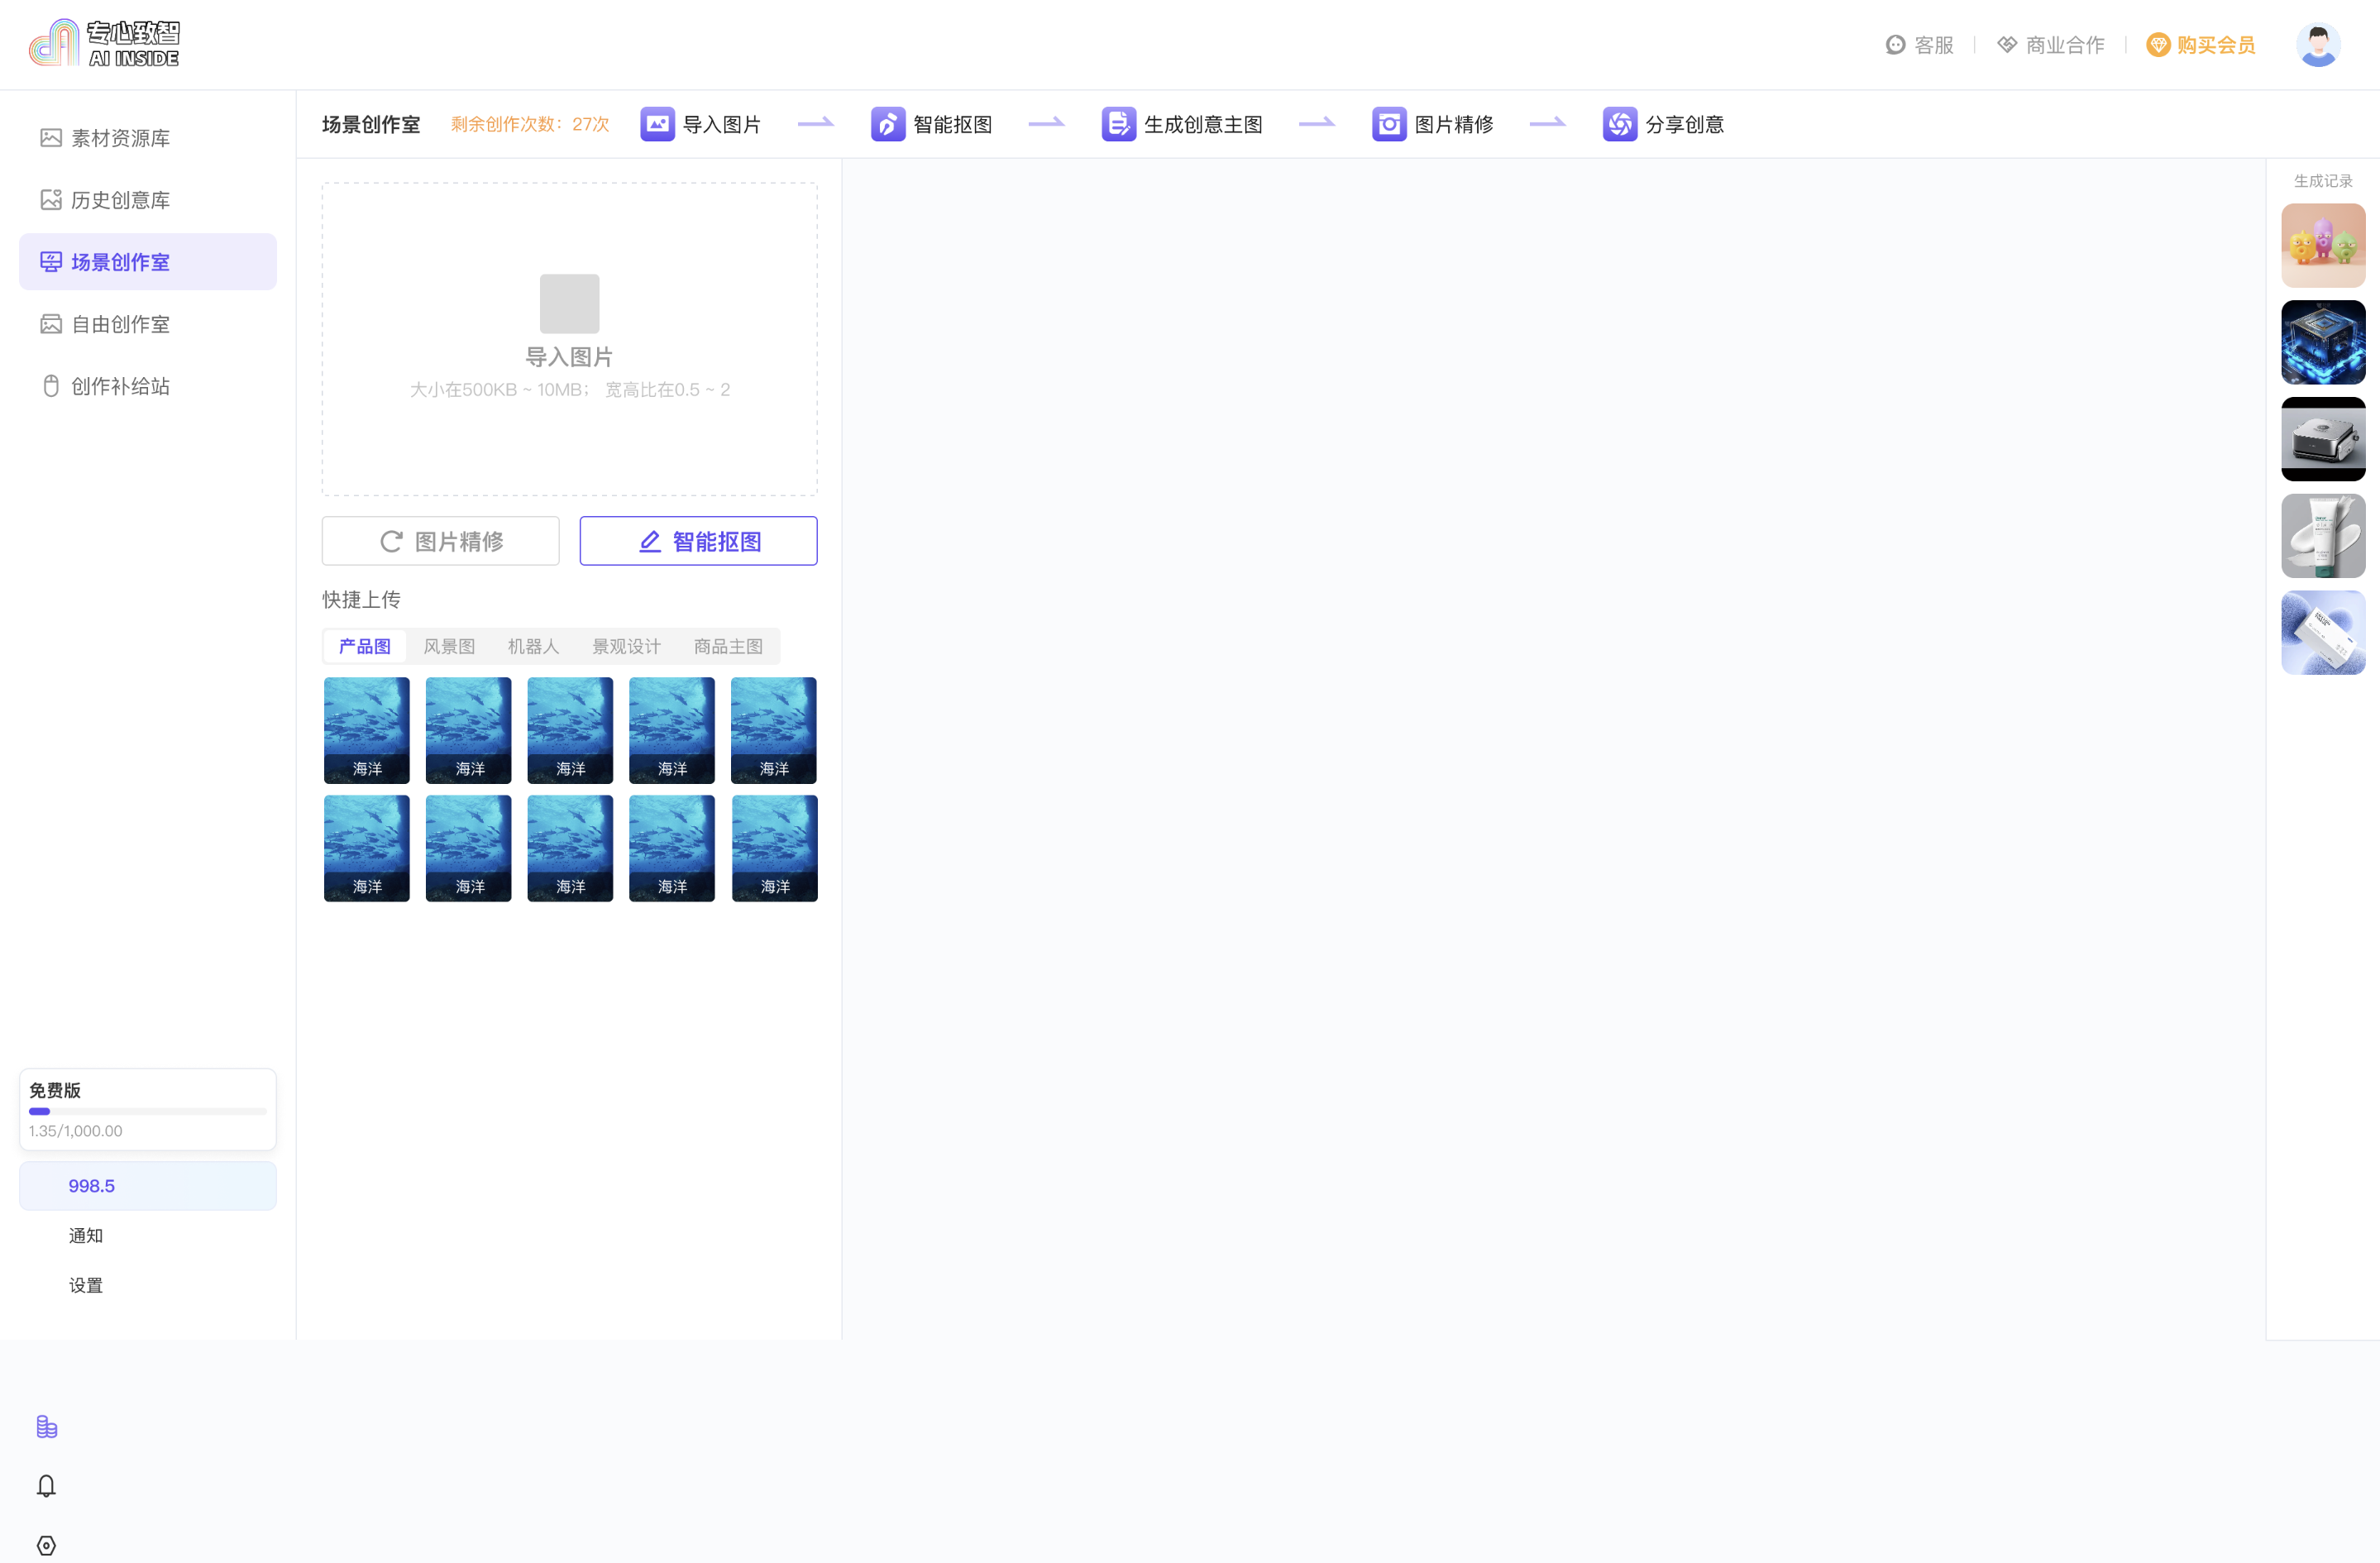 专心致智
AI INSIDE
客服
商业合作
购买会员
素材资源库
历史创意库
场景创作室
自由创作室
创作补给站
免费版
1.35/1,000.00
998.5
通知
设置
场景创作室
剩余创作次数：27次
导入图片
智能抠图
生成创意主图
图片精修
分享创意
导入图片
大小在500KB ~ 10MB； 宽高比在0.5 ~ 2
图片精修
智能抠图
快捷上传
产品图
风景图
机器人
景观设计
商品主图
海洋
海洋
海洋
海洋
海洋
海洋
海洋
海洋
海洋
海洋
生成记录